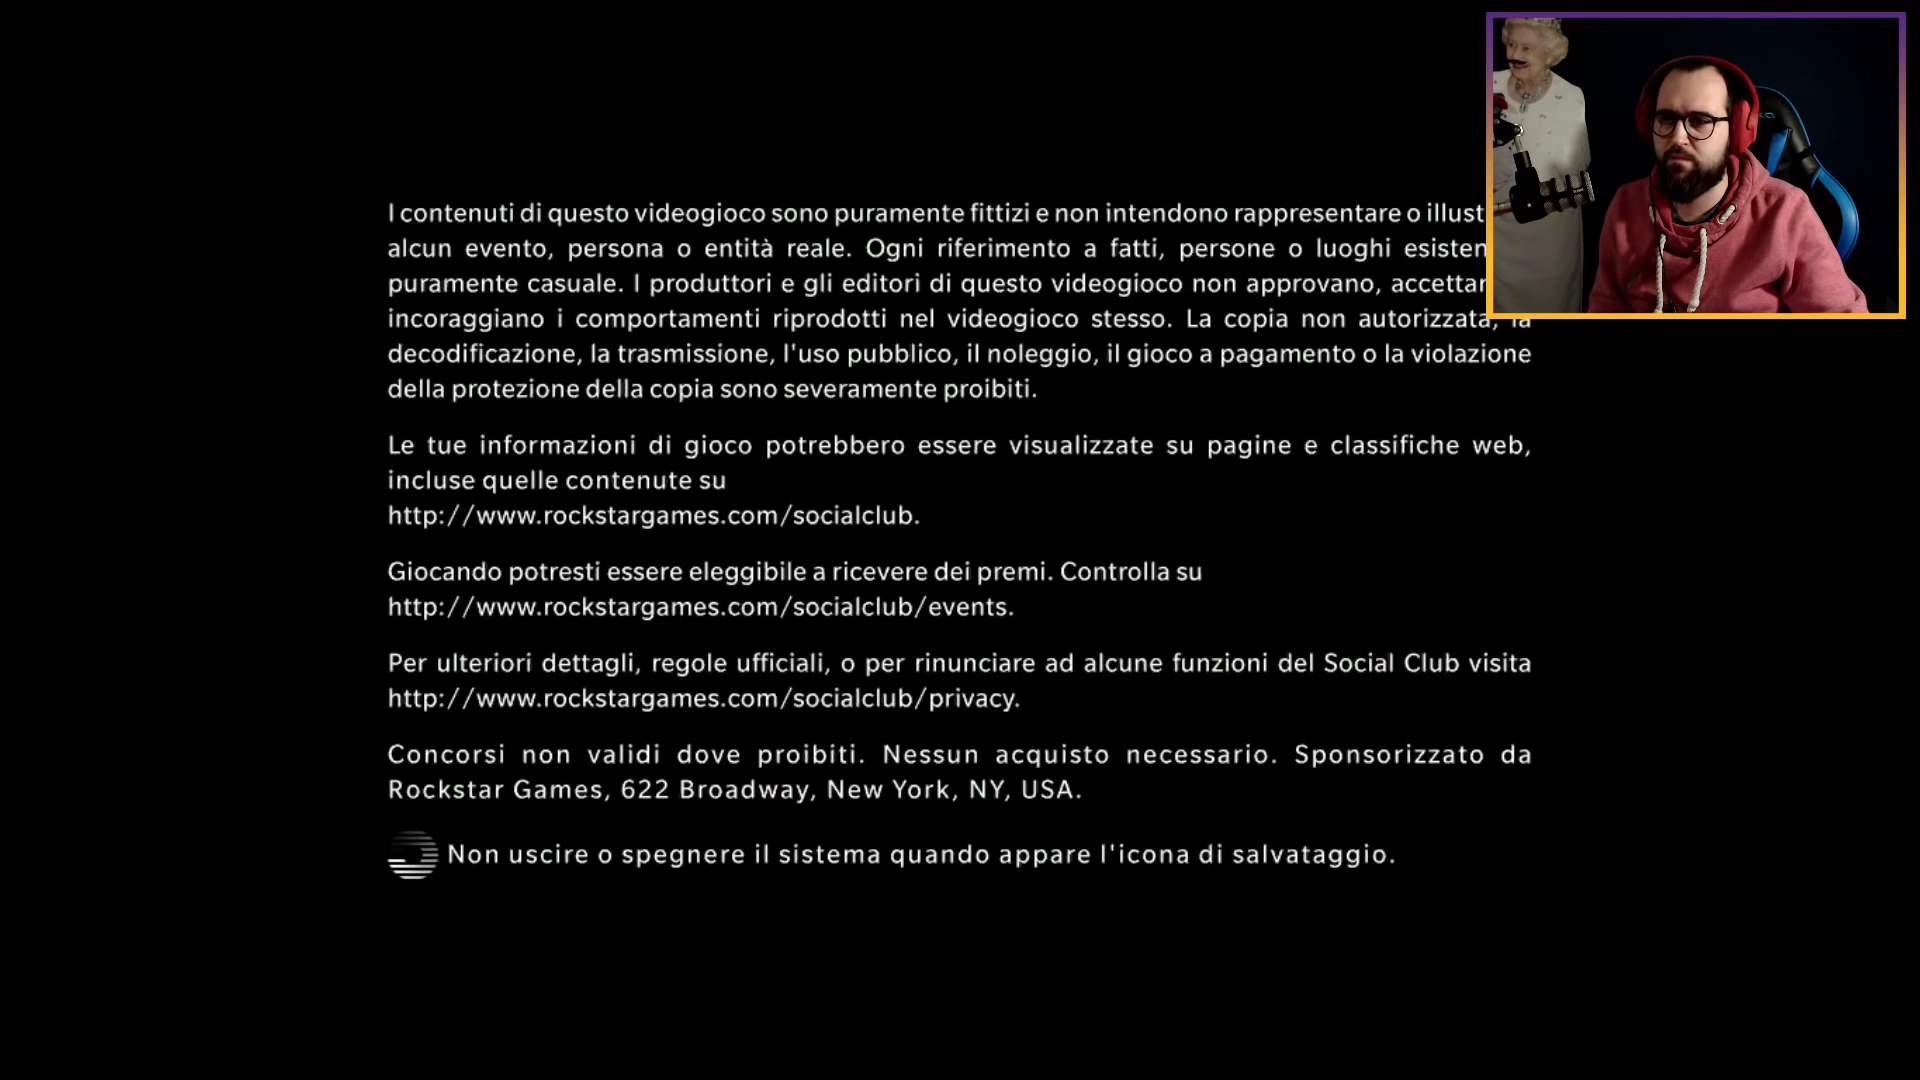 I contenuti di questo videogioco sono puramente fittizi e non intendono rappresentare o
alcun evento, persona o entità reale. Ogni riferimento a fatti, persone o luoghi
puramente casuale. I produttori e gli editori di questo videogioco non approvano,
incoraggiano i comportamenti riprodotti nel videogioco stesso. La copia non autorizzata, la
decodificazione, la trasmissione, l'uso pubblico, il noleggio, il gioco a pagamento o la violazione
della protezione della copia sono severamente proibiti.
Le tue informazioni di gioco potrebbero essere visualizzate su pagine e classifiche web,
incluse quelle contenute su
http://www.rockstargames.com/socialclub.
Giocando potresti essere eleggibile a ricevere dei premi. Controlla su
http://www.rockstargames.com/socialclub/events.
Per ulteriori dettagli, regole ufficiali, o per rinunciare ad alcune funzioni del Social Club visita
http://www.rockstargames.com/socialclub/privacy.
Concorsi non validi dove proibiti. Nessun acquisto necessario. Sponsorizzato da
Rockstar Games, 622 Broadway, New York, NY, USA.
Non uscire o spegnere il sistema quando appare l'icona di salvataggio.